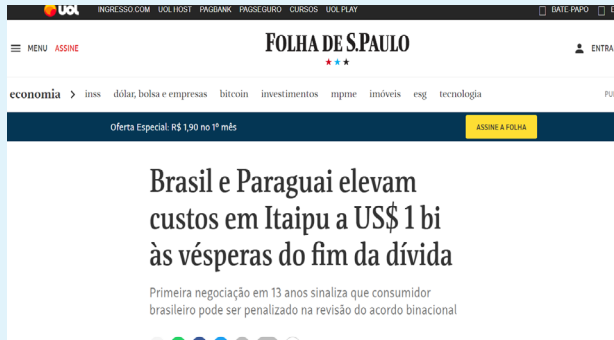 UOL INGRESSO.COM UOL HOST PAGBANK PAGSEGURO CURSOS UOL PLAY BATE-PAPO
MENU ASSINE FOLHA DE S.PAULO ENTRA
economia > inss dólar, bolsa e empresas bitcoin investimentos mpme imóveis esg tecnologia
Oferta Especial: R$ 1,90 no 1º mês ASSINE A FOLHA
Brasil e Paraguai elevam
custos em Itaipu a US$ 1 bi
às vésperas do fim da dívida
Primeira negociação em 13 anos sinaliza que consumidor
brasileiro pode ser penalizado na revisão do acordo binacional